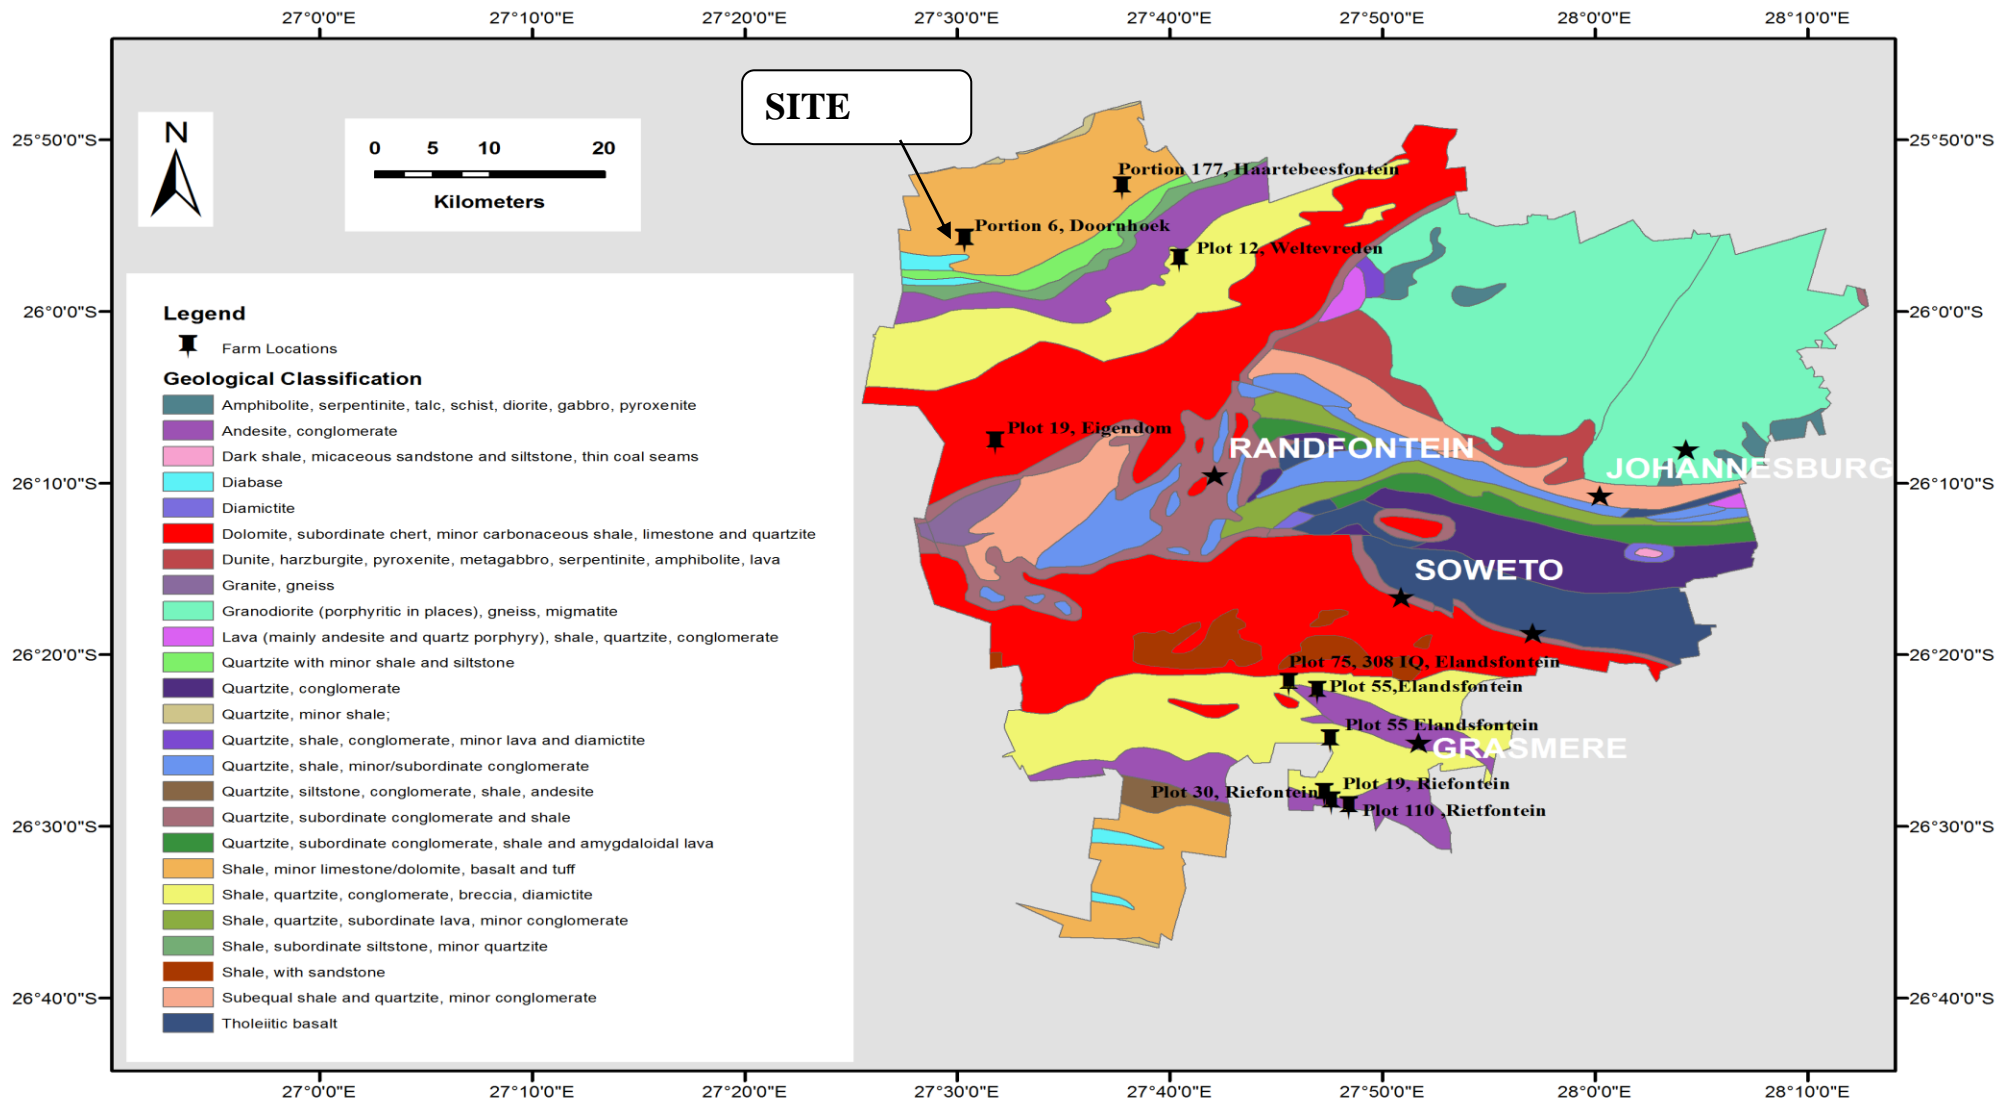 27°0'0"E 27°10'0"E 27°20'0"E 27°30'0"E 27°40'0"E 27°50'0"E 28°0'0"E 28°10'0"E
SITE
25°50'0"S 25°50'0"S
N
0 5 10 20
Kilometers
Portion 177, Haartebeesfontein
Portion 6, Doornhoek
Plot 12, Weltevreden
26°0'0"S 26°0'0"S
Legend
Farm Locations
Geological Classification
Amphibolite, serpentinite, talc, schist, diorite, gabbro, pyroxenite
Andesite, conglomerate
Dark shale, micaceous sandstone and siltstone, thin coal seams
Diabase
Diamictite
Dolomite, subordinate chert, minor carbonaceous shale, limestone and quartzite
Dunite, harzburgite, pyroxenite, metagabbro, serpentinite, amphibolite, lava
Granite, gneiss
Granodiorite (porphyritic in places), gneiss, migmatite
Lava (mainly andesite and quartz porphyry), shale, quartzite, conglomerate
Quartzite with minor shale and siltstone
Quartzite, conglomerate
Quartzite, minor shale;
Quartzite, shale, conglomerate, minor lava and diamictite
Quartzite, shale, minor/subordinate conglomerate
Quartzite, siltstone, conglomerate, shale, andesite
Quartzite, subordinate conglomerate and shale
Quartzite, subordinate conglomerate, shale and amygdaloidal lava
Shale, minor limestone/dolomite, basalt and tuff
Shale, quartzite, conglomerate, breccia, diamictite
Shale, quartzite, subordinate lava, minor conglomerate
Shale, subordinate siltstone, minor quartzite
Shale, with sandstone
Subequal shale and quartzite, minor conglomerate
Tholeiitic basalt
Plot 19, Eigendom
RANDFONTEIN
JOHANNESBURG
26°10'0"S 26°10'0"S
SOWETO
26°20'0"S 26°20'0"S
Plot 75, 308 IQ, Elandsfontein
Plot 55,Elandsfontein
Plot 55 Elandsfontein
GRASMERE
Plot 19, Riefontein
Plot 30, Riefontein
Plot 110 ,Rietfontein
26°30'0"S 26°30'0"S
26°40'0"S 26°40'0"S
27°0'0"E 27°10'0"E 27°20'0"E 27°30'0"E 27°40'0"E 27°50'0"E 28°0'0"E 28°10'0"E